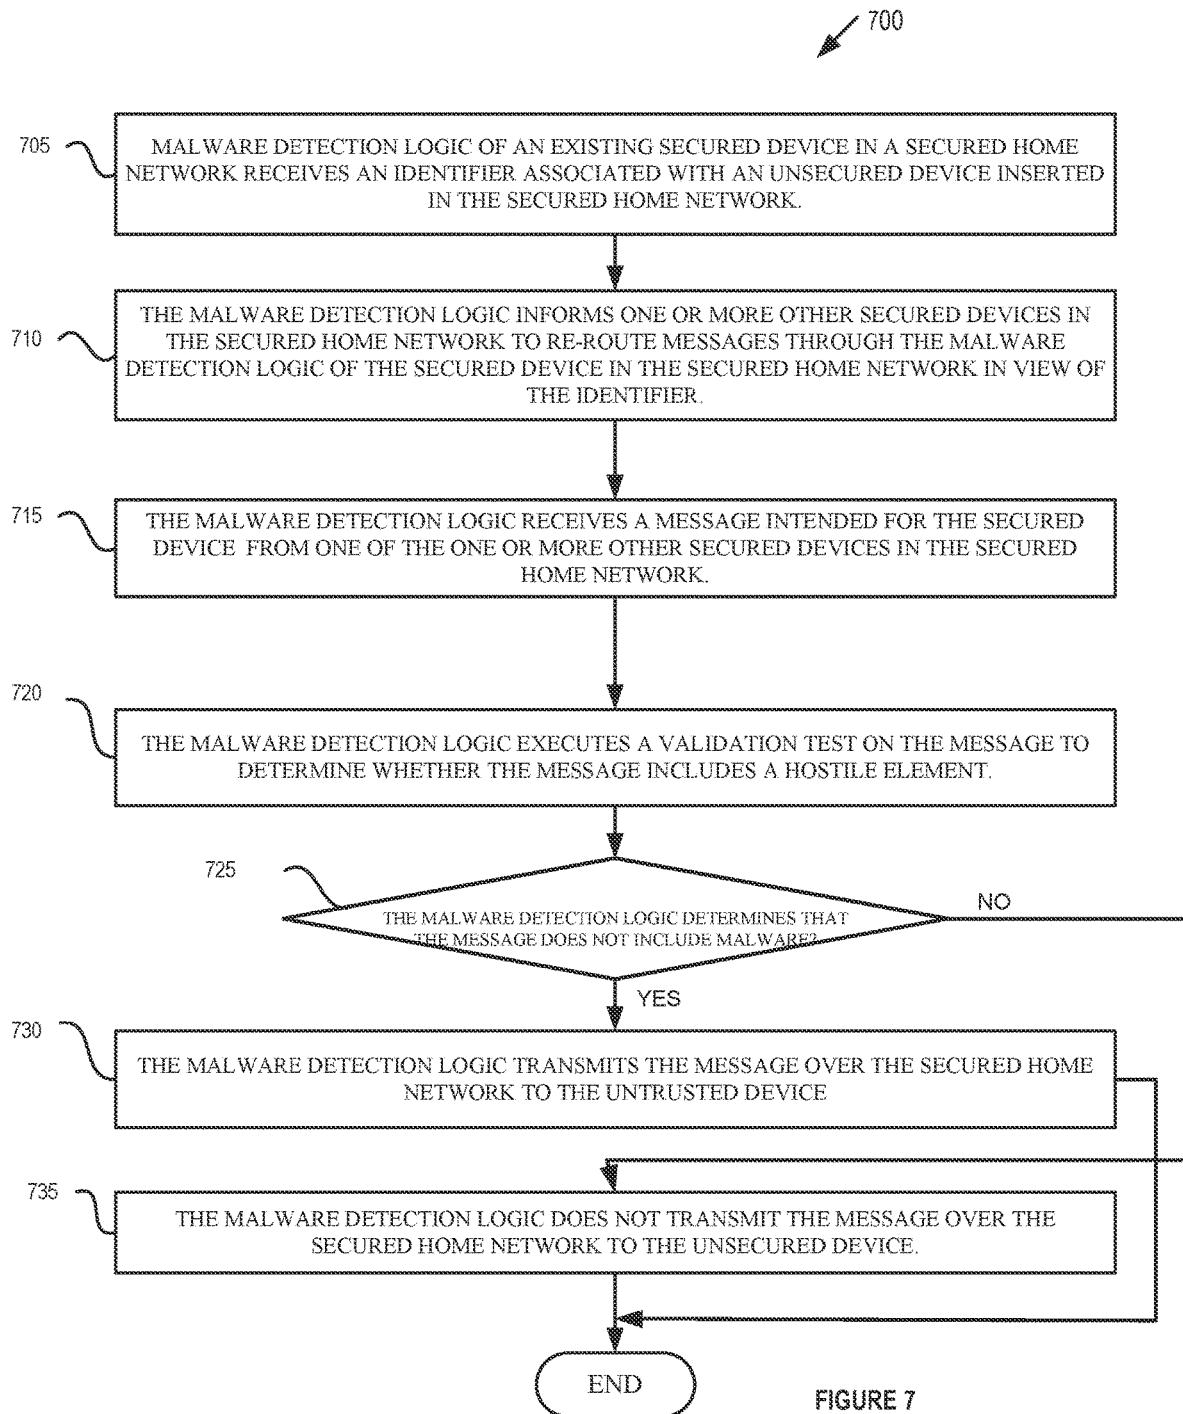 700
705
MALWARE DETECTION LOGIC OF AN EXISTING SECURED DEVICE IN A SECURED HOME
NETWORK RECEIVES AN IDENTIFIER ASSOCIATED WITH AN UNSECURED DEVICE INSERTED
IN THE SECURED HOME NETWORK.
710
THE MALWARE DETECTION LOGIC INFORMS ONE OR MORE OTHER SECURED DEVICES IN
THE SECURED HOME NETWORK TO RE-ROUTE MESSAGES THROUGH THE MALWARE
DETECTION LOGIC OF THE SECURED DEVICE IN THE SECURED HOME NETWORK IN VIEW OF
THE IDENTIFIER.
715
THE MALWARE DETECTION LOGIC RECEIVES A MESSAGE INTENDED FOR THE SECURED
DEVICE FROM ONE OF THE ONE OR MORE OTHER SECURED DEVICES IN THE SECURED
HOME NETWORK.
720
THE MALWARE DETECTION LOGIC EXECUTES A VALIDATION TEST ON THE MESSAGE TO
DETERMINE WHETHER THE MESSAGE INCLUDES A HOSTILE ELEMENT.
725
THE MALWARE DETECTION LOGIC DETERMINES THAT
THE MESSAGE DOES NOT INCLUDE MALWARE?
NO
YES
730
THE MALWARE DETECTION LOGIC TRANSMITS THE MESSAGE OVER THE SECURED HOME
NETWORK TO THE UNTRUSTED DEVICE
735
THE MALWARE DETECTION LOGIC DOES NOT TRANSMIT THE MESSAGE OVER THE
SECURED HOME NETWORK TO THE UNSECURED DEVICE.
END
FIGURE 7